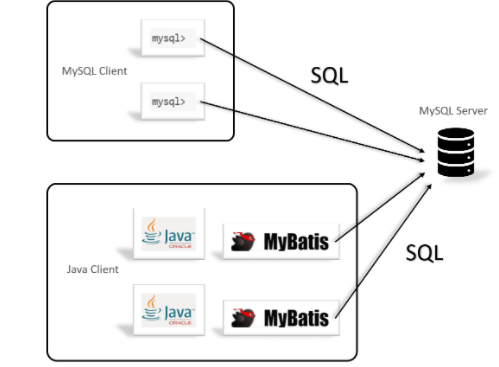 mysql>
MySQL Client
mysql>
SQL
MySQL Server
Java
ORACLE
MyBatis
Java Client
SQL
Java
ORACLE
MyBatis